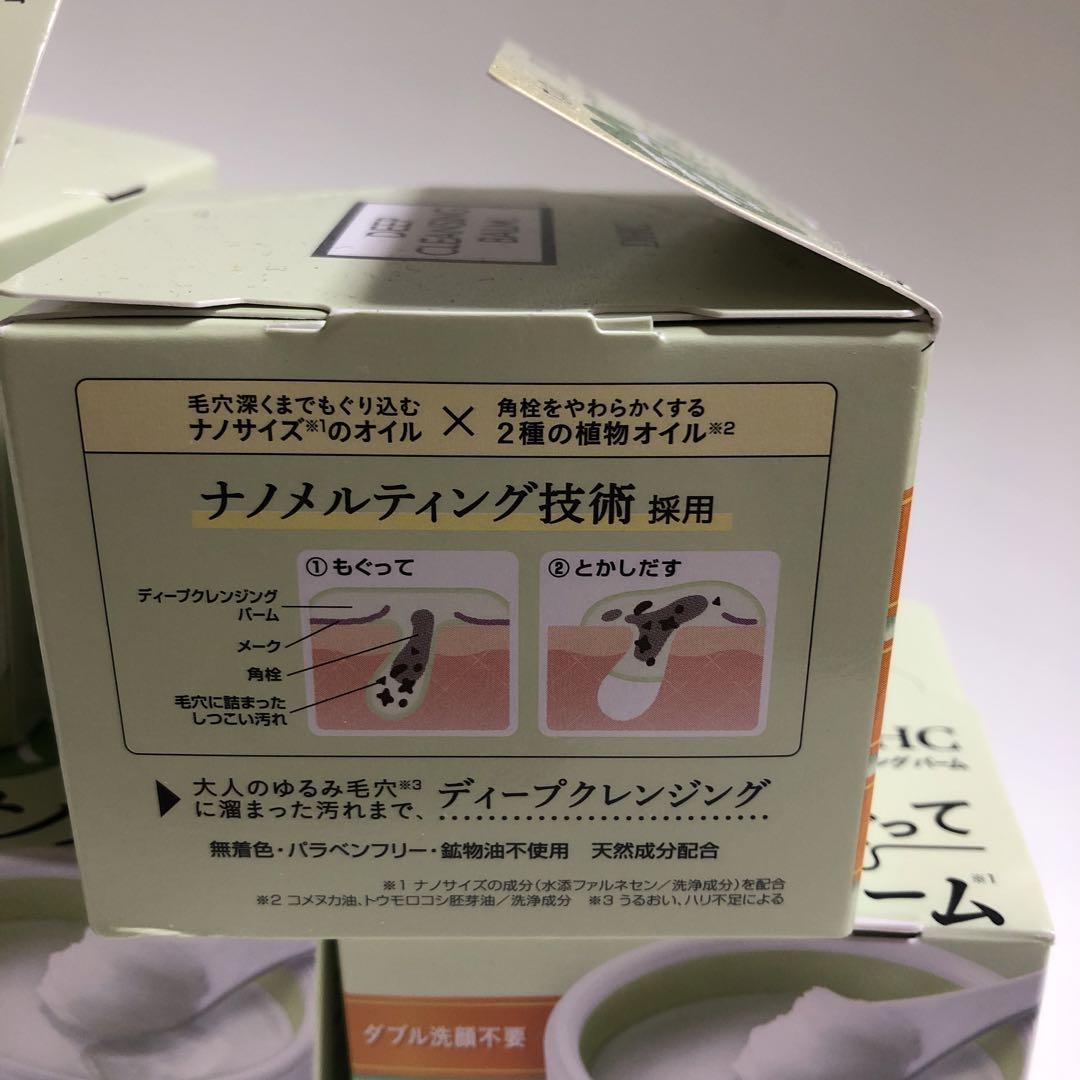 DEEP
CLEANSING
BALM
DHC
毛穴深くまでもぐり込む
ナノサイズ※1のオイル
×
角栓をやわらかくする
2種の植物オイル※2
ナノメルティング技術 採用
①もぐって
②とかしだす
ディープクレンジング
バーム
メーク
角栓
毛穴に詰まった
しつこい汚れ
大人のゆるみ毛穴※3
に溜まった汚れまで、
ディープクレンジング
無着色・パラベンフリー・鉱物油不使用 天然成分配合
※1 ナノサイズの成分(水添ファルネセン/洗浄成分)を配合
※2 コメヌカ油、トウモロコシ胚芽油/洗浄成分 ※3 うるおい、ハリ不足による
HC
ング バーム
って
ーム※1
ダブル洗顔不要